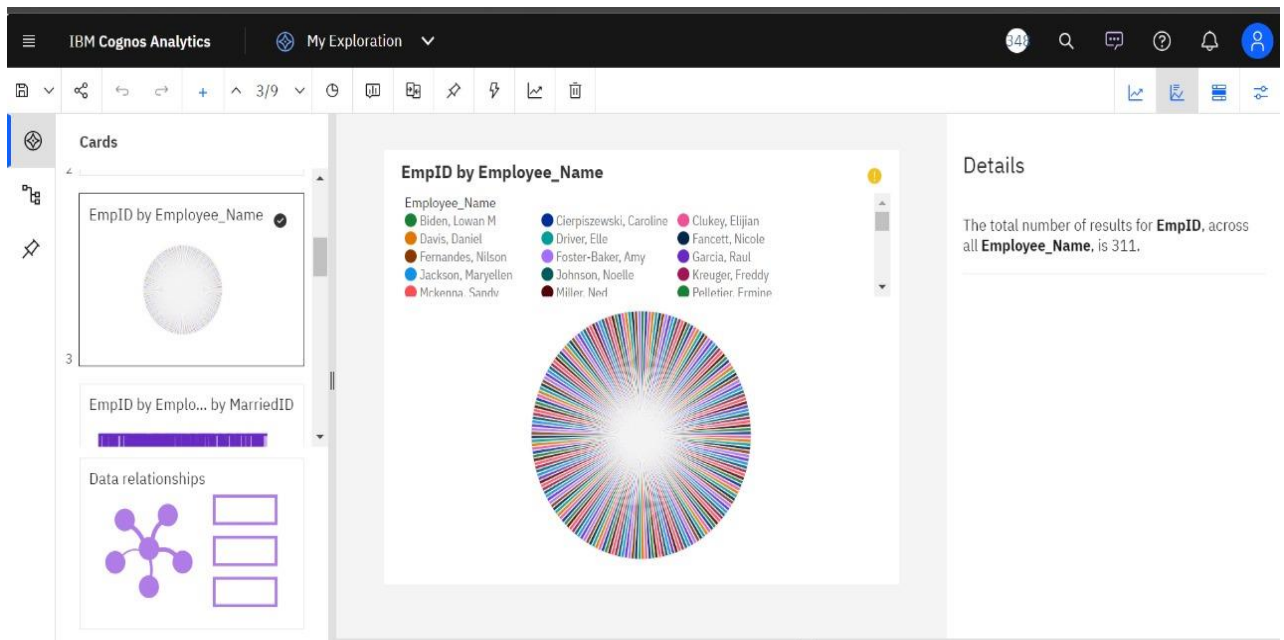 IBM Cognos Analytics
My Exploration
348
3/9
Cards
2
EmpID by Employee_Name
3
EmpID by Emplo... by MarriedID
Data relationships
EmpID by Employee_Name
Employee_Name
Biden, Lowan M
Cierpiszewski, Caroline
Clukey, Elijian
Davis, Daniel
Driver, Elle
Fancett, Nicole
Fernandes, Nilson
Foster-Baker, Amy
Garcia, Raul
Jackson, Maryellen
Johnson, Noelle
Kreuger, Freddy
Mckenna, Sandy
Miller, Ned
Pelletier, Ermine
Details
The total number of results for EmpID, across
all Employee_Name, is 311.